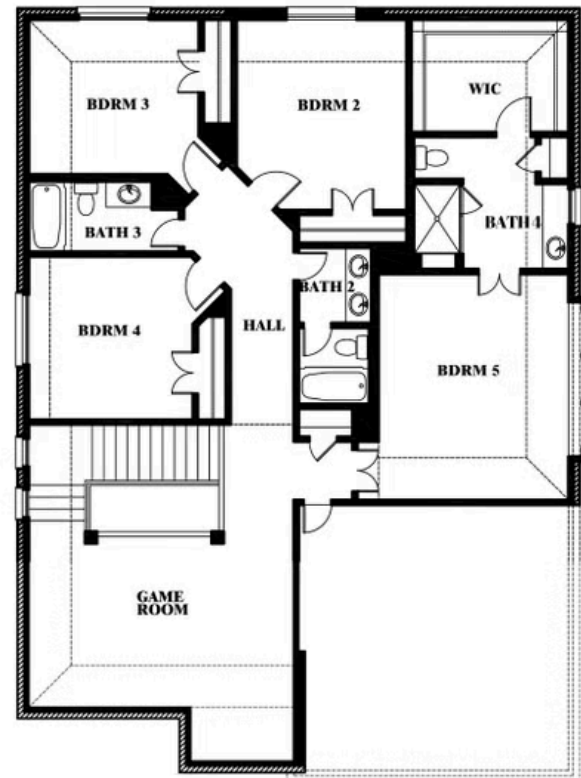 BDRM 3
BDRM 2
WIC
BATH 3
BATH 4
BATH 2
BDRM 4
HALL
BDRM 5
GAME
ROOM